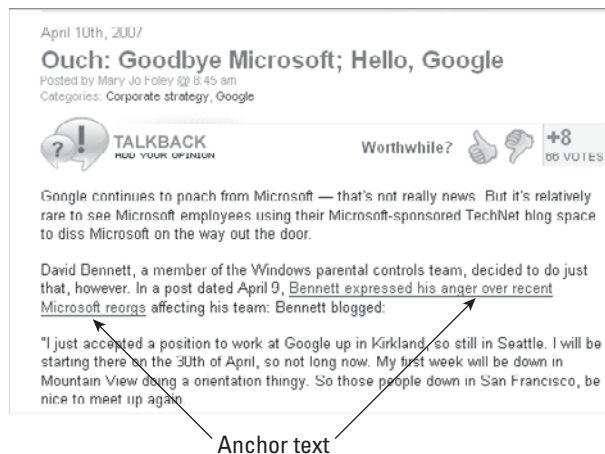 April 10th, 2007
Ouch: Goodbye Microsoft; Hello, Google
Posted by Mary Jo Foley @ 8:45 am
Categories: Corporate strategy, Google
TALKBACK
ADD YOUR OPINION
Worthwhile?
+8
66 VOTES
Google continues to poach from Microsoft — that's not really news. But it's relatively
rare to see Microsoft employees using their Microsoft-sponsored TechNet blog space
to diss Microsoft on the way out the door.
David Bennett, a member of the Windows parental controls team, decided to do just
that, however. In a post dated April 9, Bennett expressed his anger over recent
Microsoft reorgs affecting his team: Bennett blogged:
"I just accepted a position to work at Google up in Kirkland, so still in Seattle. I will be
starting there on the 30th of April, so not long now. My first week will be down in
Mountain View doing a orientation thingy. So those people down in San Francisco, be
nice to meet up again.
Anchor text